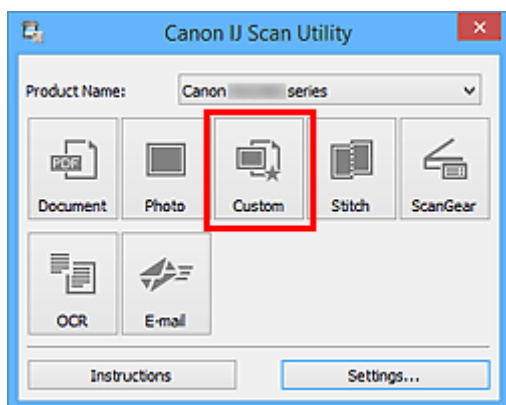 Canon IJ Scan Utility
Product Name: Canon series
Document Photo Custom Stitch ScanGear
PDF
OCR E-mail
Instructions Settings...